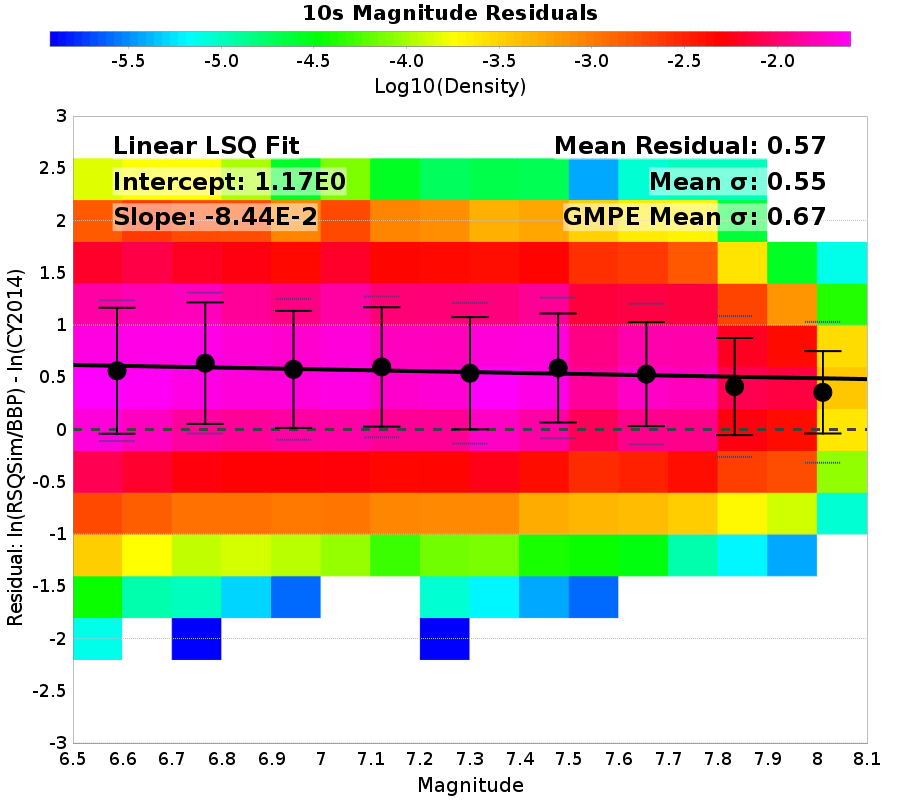 10s Magnitude Residuals
-5.5 -5.0 -4.5 -4.0 -3.5 -3.0 -2.5 -2.0
Log10(Density)
Linear LSQ Fit
Intercept: 1.17E0
Slope: -8.44E-2
Mean Residual: 0.57
Mean σ: 0.55
GMPE Mean σ: 0.67
Residual: ln(RSQSim/BBP) - ln(CY2014)
3
2.5
2
1.5
1
0.5
0
-0.5
-1
-1.5
-2
-2.5
-3
6.5 6.6 6.7 6.8 6.9 7 7.1 7.2 7.3 7.4 7.5 7.6 7.7 7.8 7.9 8 8.1
Magnitude